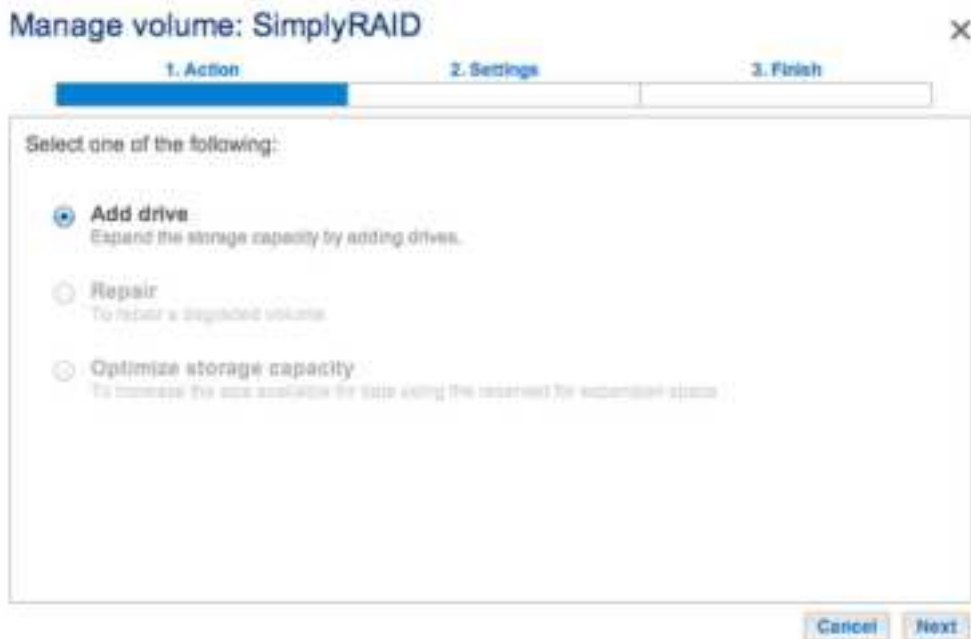 Manage volume: SimplyRAID
1. Action
2. Settings
3. Finish
Select one of the following:
Add drive
Expand the storage capacity by adding drives.
Repair
To repair a degraded volume
Optimize storage capacity
To increase the size available for data using the reserved for expansion space
Cancel
Next